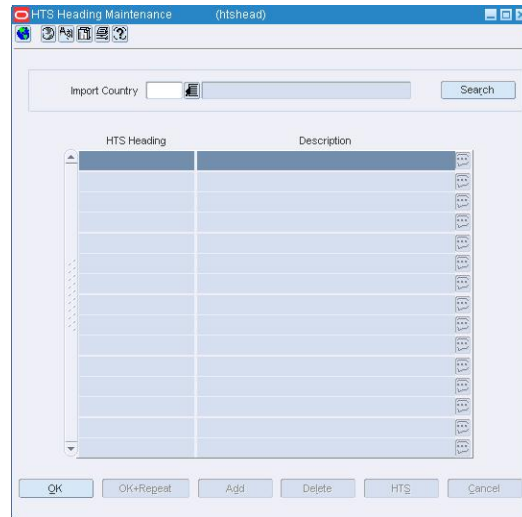 HTS Heading Maintenance (htshead)
Import Country Search
HTS Heading Description
OK OK+Repeat Add Delete HTS Cancel